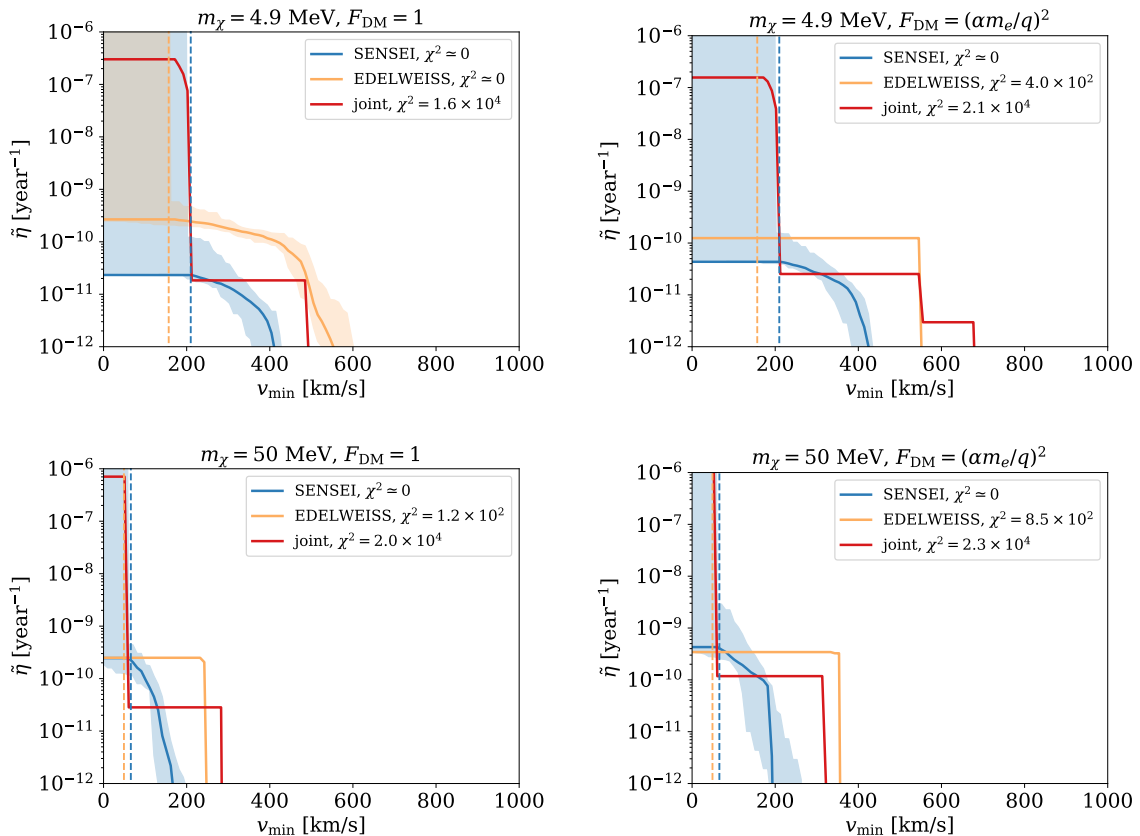 m_χ = 4.9 MeV, F_DM = 1
SENSEI, χ² ≃ 0
EDELWEISS, χ² ≃ 0
joint, χ² = 1.6 × 10⁴
10⁻⁶
10⁻⁷
10⁻⁸
10⁻⁹
10⁻¹⁰
10⁻¹¹
10⁻¹²
η̃ [year⁻¹]
0 200 400 600 800 1000
v_min [km/s]
m_χ = 4.9 MeV, F_DM = (αm_e/q)²
SENSEI, χ² ≃ 0
EDELWEISS, χ² = 4.0 × 10²
joint, χ² = 2.1 × 10⁴
10⁻⁶
10⁻⁷
10⁻⁸
10⁻⁹
10⁻¹⁰
10⁻¹¹
10⁻¹²
η̃ [year⁻¹]
0 200 400 600 800 1000
v_min [km/s]
m_χ = 50 MeV, F_DM = 1
SENSEI, χ² ≃ 0
EDELWEISS, χ² = 1.2 × 10²
joint, χ² = 2.0 × 10⁴
10⁻⁶
10⁻⁷
10⁻⁸
10⁻⁹
10⁻¹⁰
10⁻¹¹
10⁻¹²
η̃ [year⁻¹]
0 200 400 600 800 1000
v_min [km/s]
m_χ = 50 MeV, F_DM = (αm_e/q)²
SENSEI, χ² ≃ 0
EDELWEISS, χ² = 8.5 × 10²
joint, χ² = 2.3 × 10⁴
10⁻⁶
10⁻⁷
10⁻⁸
10⁻⁹
10⁻¹⁰
10⁻¹¹
10⁻¹²
η̃ [year⁻¹]
0 200 400 600 800 1000
v_min [km/s]